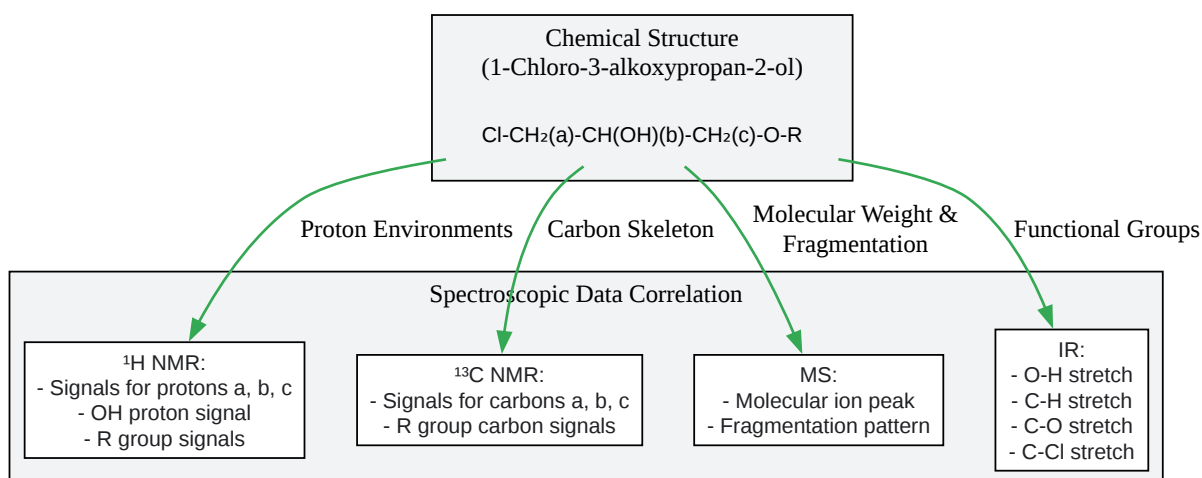 Chemical Structure
(1-Chloro-3-alkoxypropan-2-ol)
Cl-CH₂(a)-CH(OH)(b)-CH₂(c)-O-R
Proton Environments
Carbon Skeleton
Molecular Weight &
Fragmentation
Functional Groups
Spectroscopic Data Correlation
¹H NMR:
- Signals for protons a, b, c
- OH proton signal
- R group signals
¹³C NMR:
- Signals for carbons a, b, c
- R group carbon signals
MS:
- Molecular ion peak
- Fragmentation pattern
IR:
- O-H stretch
- C-H stretch
- C-O stretch
- C-Cl stretch